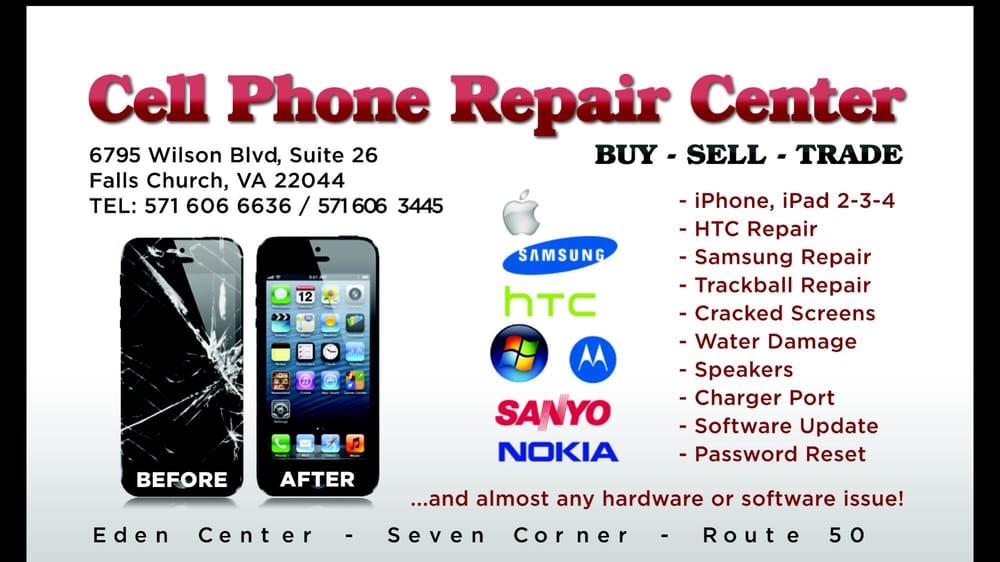 Cell Phone Repair Center
6795 Wilson Blvd, Suite 26
Falls Church, VA 22044
TEL: 571 606 6636 / 571 606 3445
BUY - SELL - TRADE
SAMSUNG
hTC
SANYO
NOKIA
- iPhone, iPad 2-3-4
- HTC Repair
- Samsung Repair
- Trackball Repair
- Cracked Screens
- Water Damage
- Speakers
- Charger Port
- Software Update
- Password Reset
12
BEFORE
AFTER
...and almost any hardware or software issue!
Eden Center - Seven Corner - Route 50